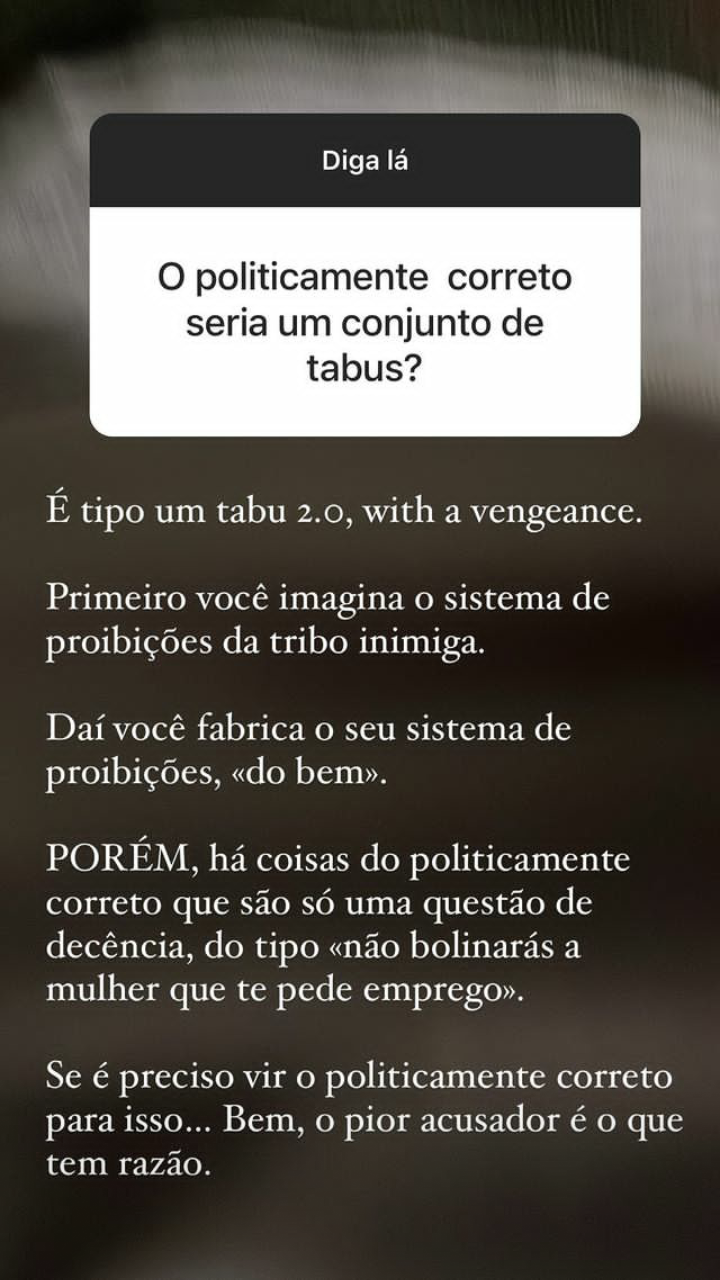 Diga lá
O politicamente correto
seria um conjunto de
tabus?
É tipo um tabu 2.0, with a vengeance.
Primeiro você imagina o sistema de
proibições da tribo inimiga.
Daí você fabrica o seu sistema de
proibições, «do bem».
PORÉM, há coisas do politicamente
correto que são só uma questão de
decência, do tipo «não bolinarás a
mulher que te pede emprego».
Se é preciso vir o politicamente correto
para isso... Bem, o pior acusador é o que
tem razão.